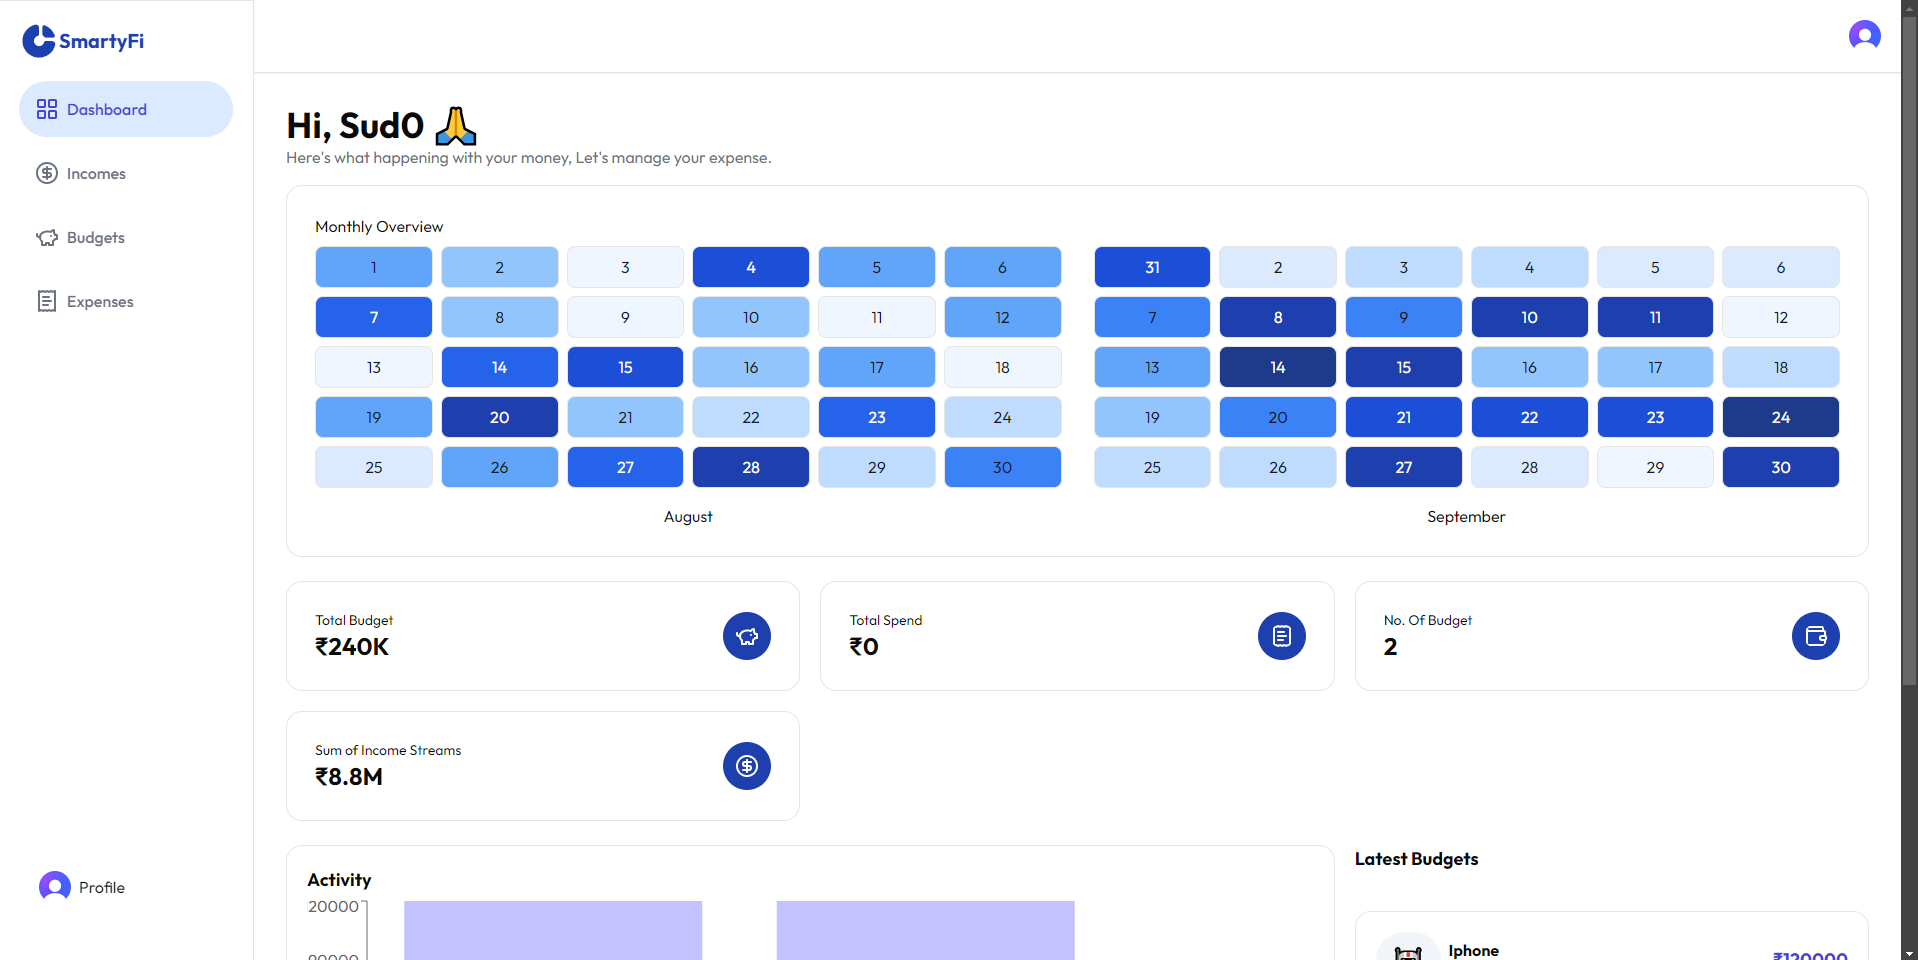 SmartyFi
Dashboard
Incomes
Budgets
Expenses
Profile
Hi, Sud0 🙏
Here's what happening with your money, Let's manage your expense.
Monthly Overview
1 2 3 4 5 6
7 8 9 10 11 12
13 14 15 16 17 18
19 20 21 22 23 24
25 26 27 28 29 30
August
31 2 3 4 5 6
7 8 9 10 11 12
13 14 15 16 17 18
19 20 21 22 23 24
25 26 27 28 29 30
September
Total Budget
₹240K
Total Spend
₹0
No. Of Budget
2
Sum of Income Streams
₹8.8M
Activity
20000
Latest Budgets
Iphone
₹120000